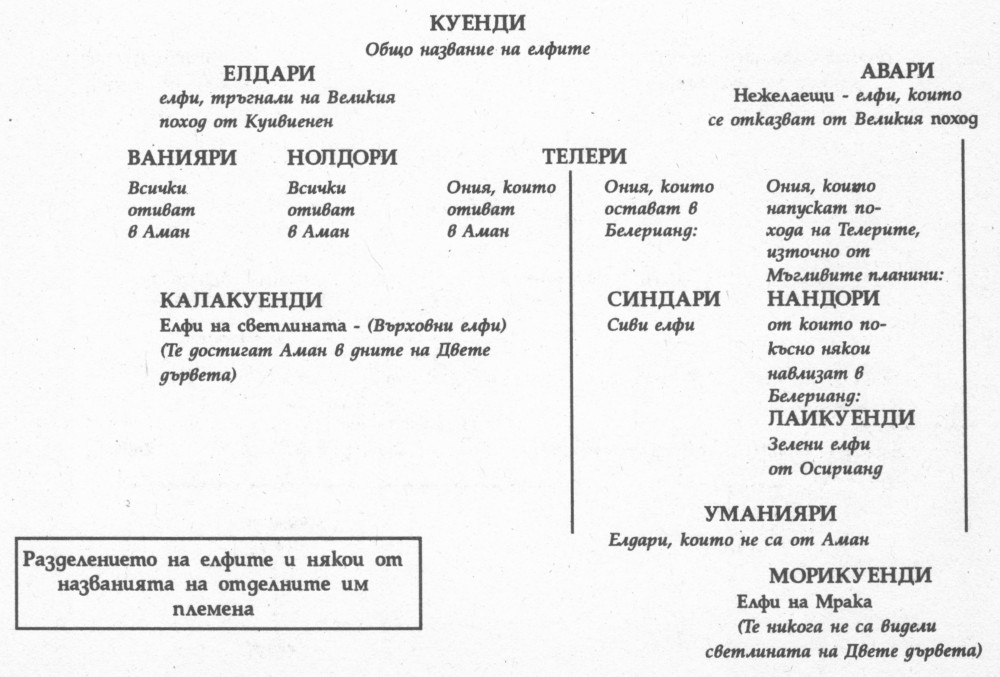 КУЕНДИ
Общо название на елфите
ЕЛДАРИ
елфи, тръгнали на Великия
поход от Куивиенен
АВАРИ
Нежелаещи - елфи, които
се отказват от Великия поход
ВАНИЯРИ
Всички
отиват
в Аман
НОЛДОРИ
Всички
отиват
в Аман
ТЕЛЕРИ
Ония, които
отиват
в Аман
Ония, които
остават в
Белерианд:
Ония, които
напускат по-
хода на Телерите,
източно от
Мъгливите планини:
КАЛАКУЕНДИ
Елфи на светлината - (Върховни елфи)
(Те достигат Аман в дните на Двете
дървета)
СИНДАРИ
Сиви елфи
НАНДОРИ
от които по-
късно някои
навлизат в
Белерианд:
ЛАЙКУЕНДИ
Зелени елфи
от Осирианд
УМАНИЯРИ
Елдари, които не са от Аман
МОРИКУЕНДИ
Елфи на Мрака
(Те никога не са видели
светлината на Двете дървета)
Разделението на елфите и някои от
названията на отделните им
племена